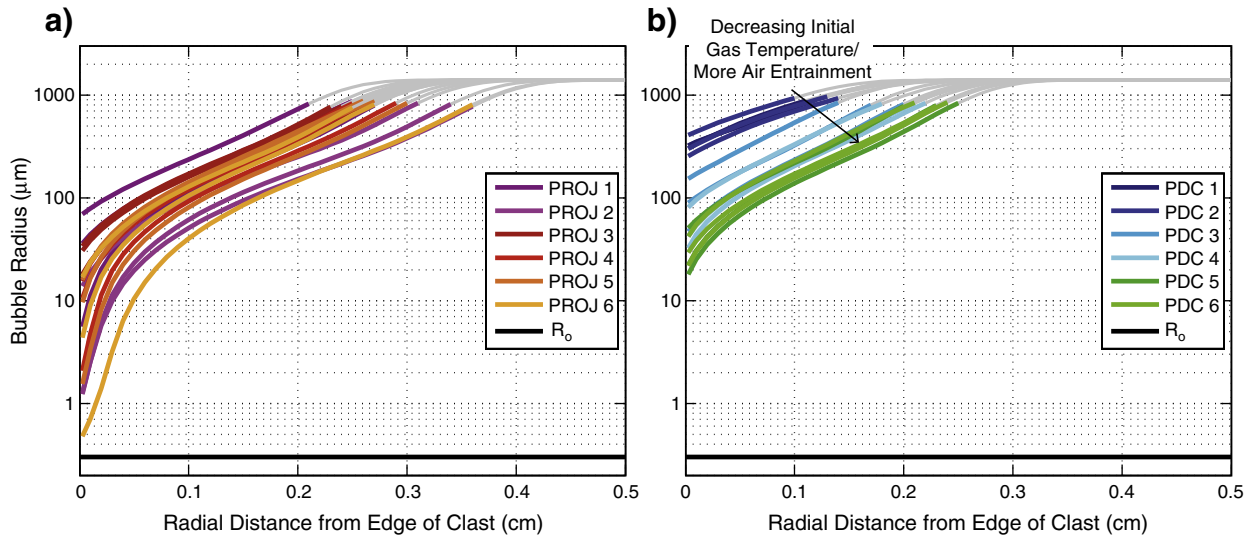 a)
Bubble Radius (μm)
1000
100
10
1
0
0.1
0.2
0.3
0.4
0.5
Radial Distance from Edge of Clast (cm)
PROJ 1
PROJ 2
PROJ 3
PROJ 4
PROJ 5
PROJ 6
Ro
b)
Decreasing Initial
Gas Temperature/
More Air Entrainment
1000
100
10
1
0
0.1
0.2
0.3
0.4
0.5
Radial Distance from Edge of Clast (cm)
PDC 1
PDC 2
PDC 3
PDC 4
PDC 5
PDC 6
Ro